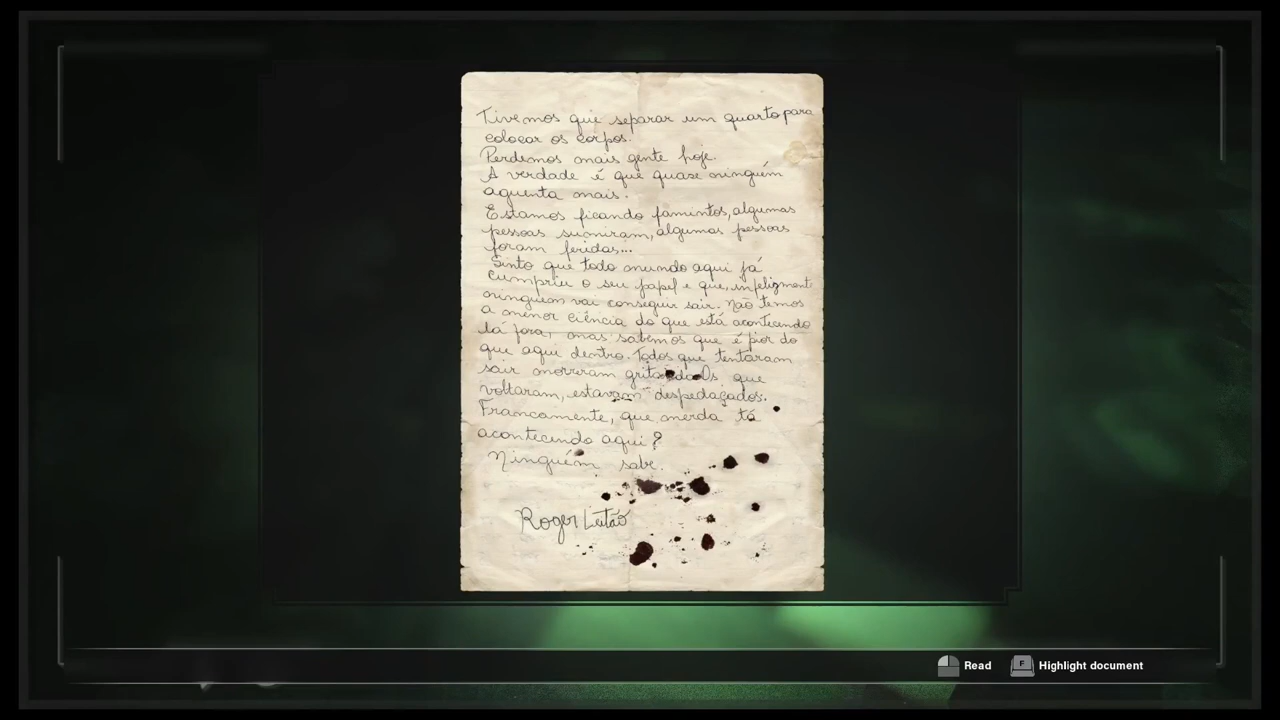 Tivemos que separar um quarto para
colocar os corpos.
Perdemos mais gente hoje.
A verdade é que quase ninguém
aguenta mais.
Estamos ficando famintos, algumas
pessoas sumiram, algumas pessoas
foram feridas...
Sinto que todo mundo aqui já
cumpriu o seu papel e que, infelizment
ninguém vai conseguir sair. Não temos
a menor ciência do que está acontecendo
lá fora, mas sabemos que é pior do
que aqui dentro. Todos que tentaram
sair morreram gritando. Os que
voltaram, estavam despedaçados.
Francamente, que merda tá
acontecendo aqui?
Ninguém sabe.
Roger Leitão
Read
F
Highlight document